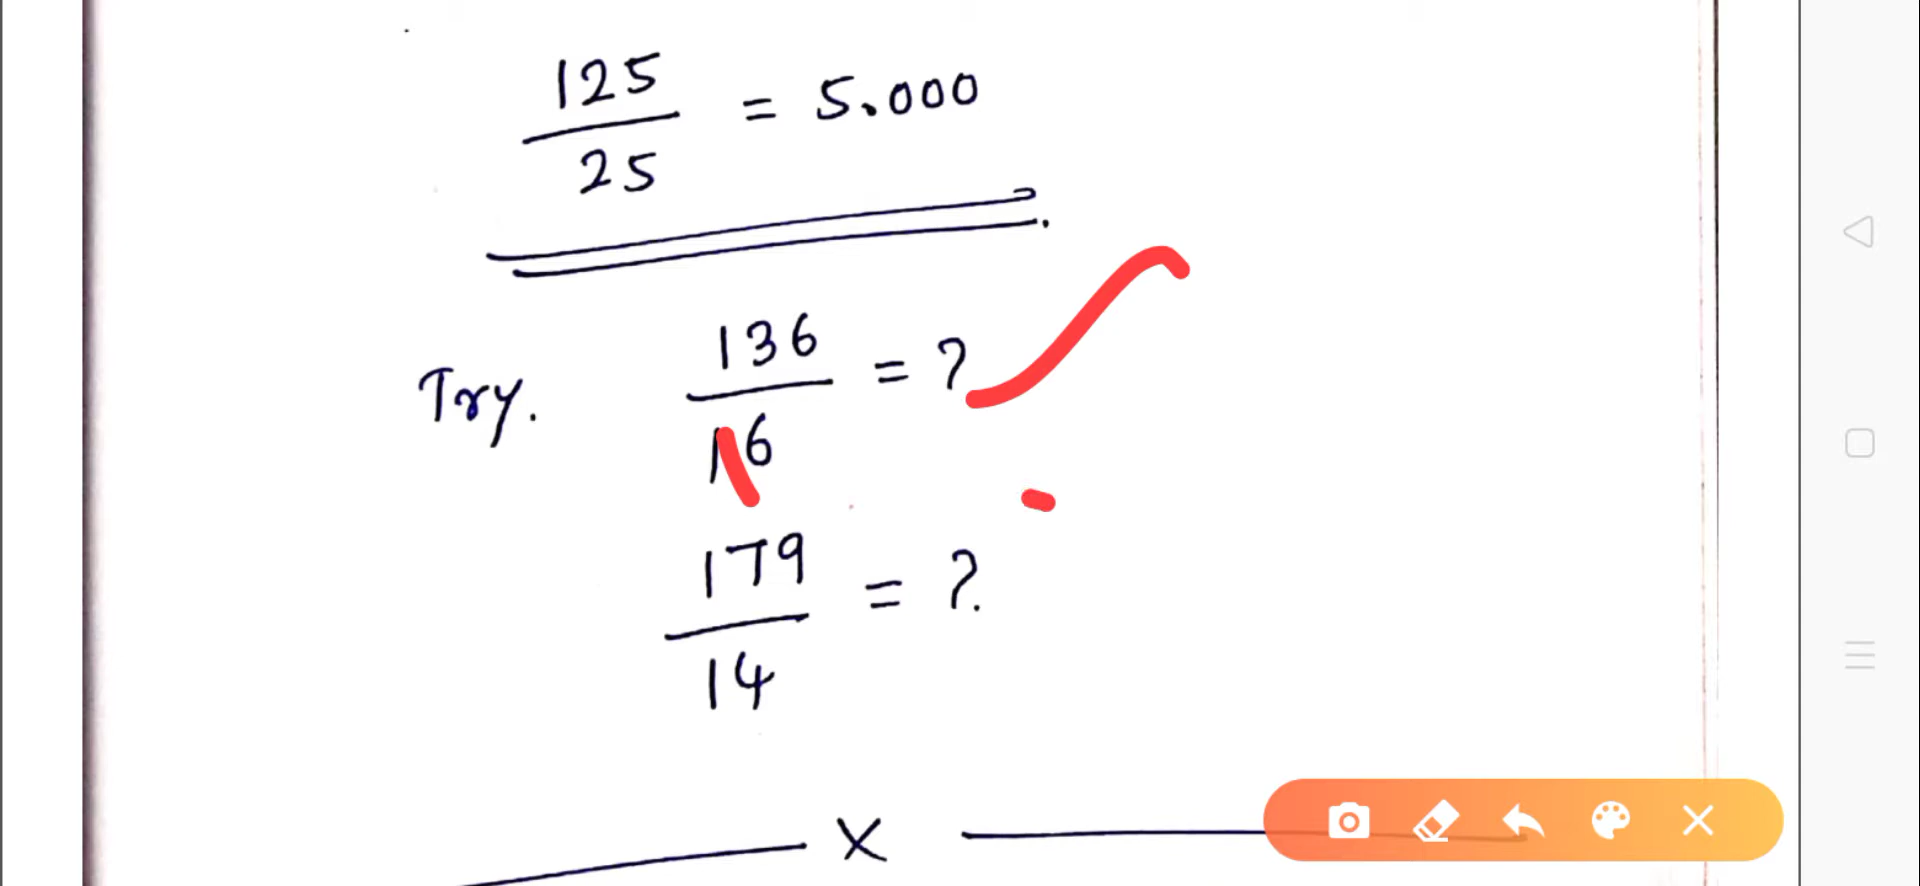 125/25 = 5.000
Try. 136/16 = ?
179/14 = ?
X